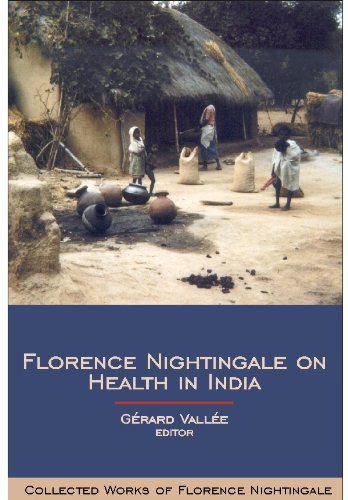 Florence Nightingale on
Health in India
Gérard Vallée
editor
Collected Works of Florence Nightingale